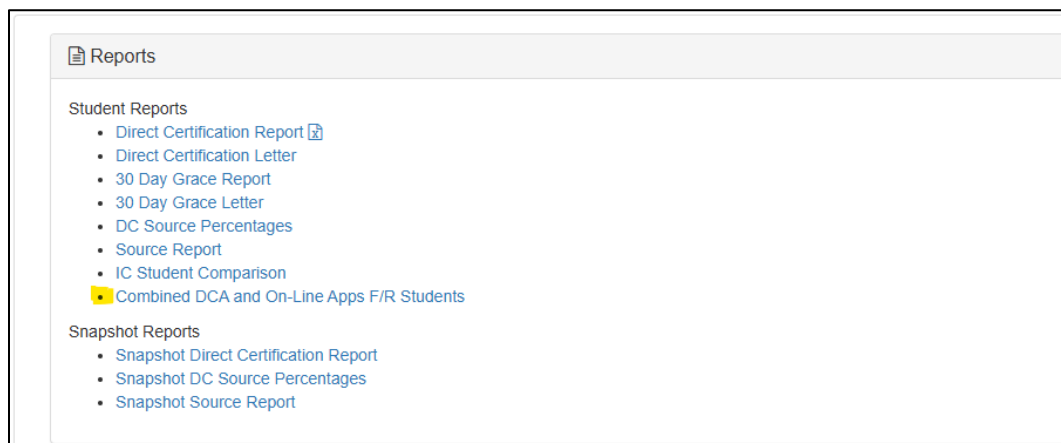 Reports
Student Reports
• Direct Certification Report
• Direct Certification Letter
• 30 Day Grace Report
• 30 Day Grace Letter
• DC Source Percentages
• Source Report
• IC Student Comparison
• Combined DCA and On-Line Apps F/R Students
Snapshot Reports
• Snapshot Direct Certification Report
• Snapshot DC Source Percentages
• Snapshot Source Report